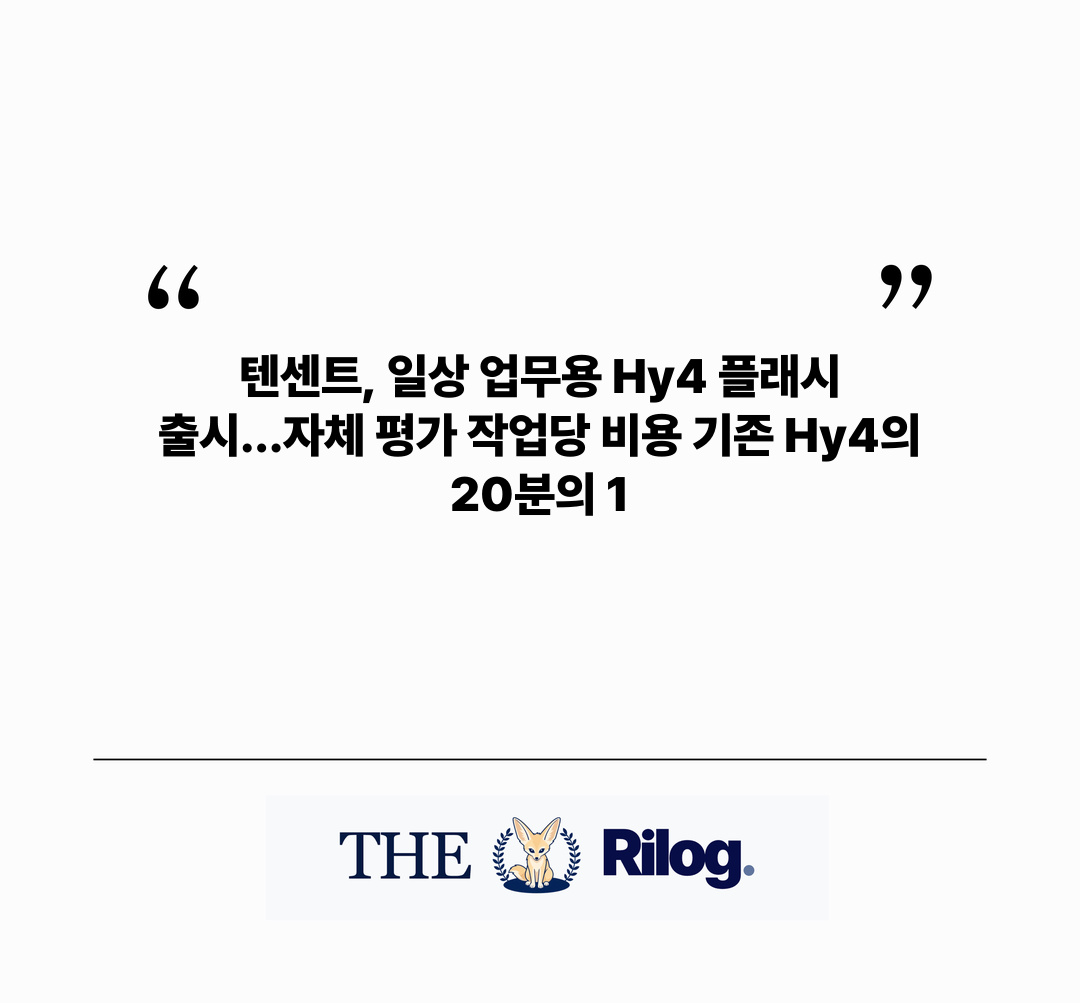 “ ”
텐센트, 일상 업무용 Hy4 플래시
출시...자체 평가 작업당 비용 기존 Hy4의
20분의 1
THE Rilog.